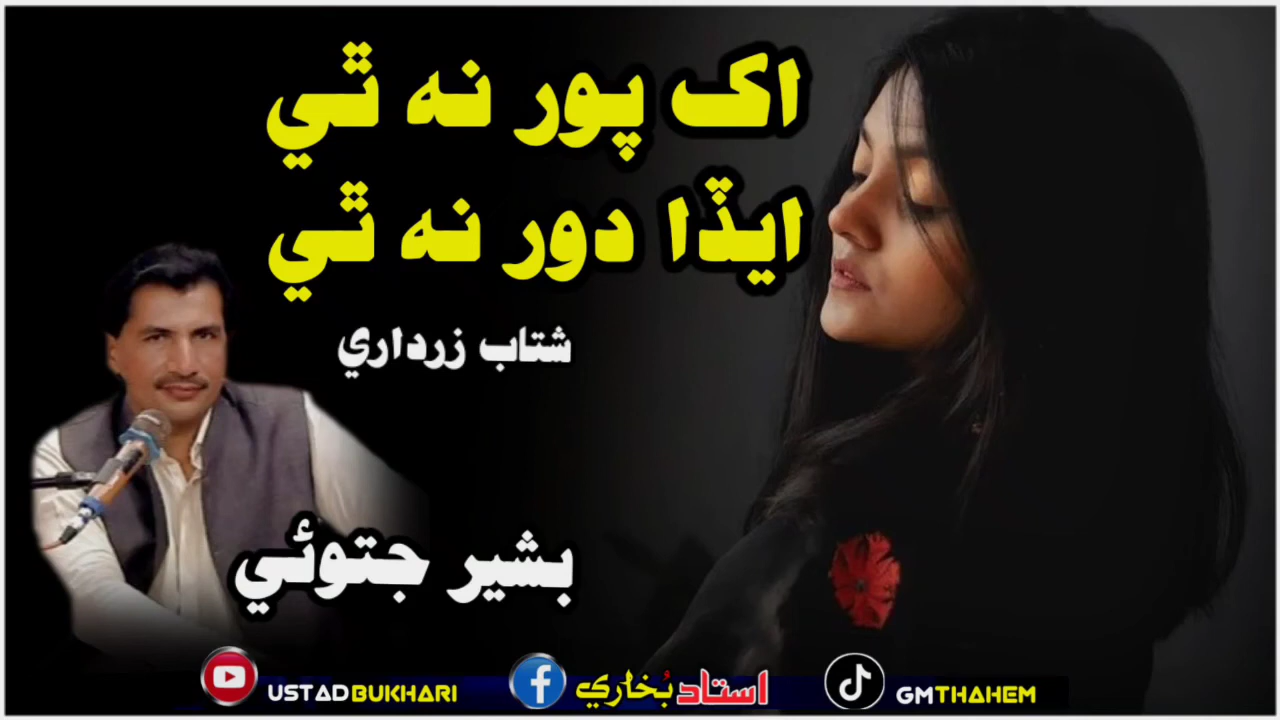 اک پور نہ ٿي
ايڏا دور نہ ٿي
شتاب زرداري
بشير جتوئي
USTADBUKHARI
استاد بُخاري
GMTHAHEM